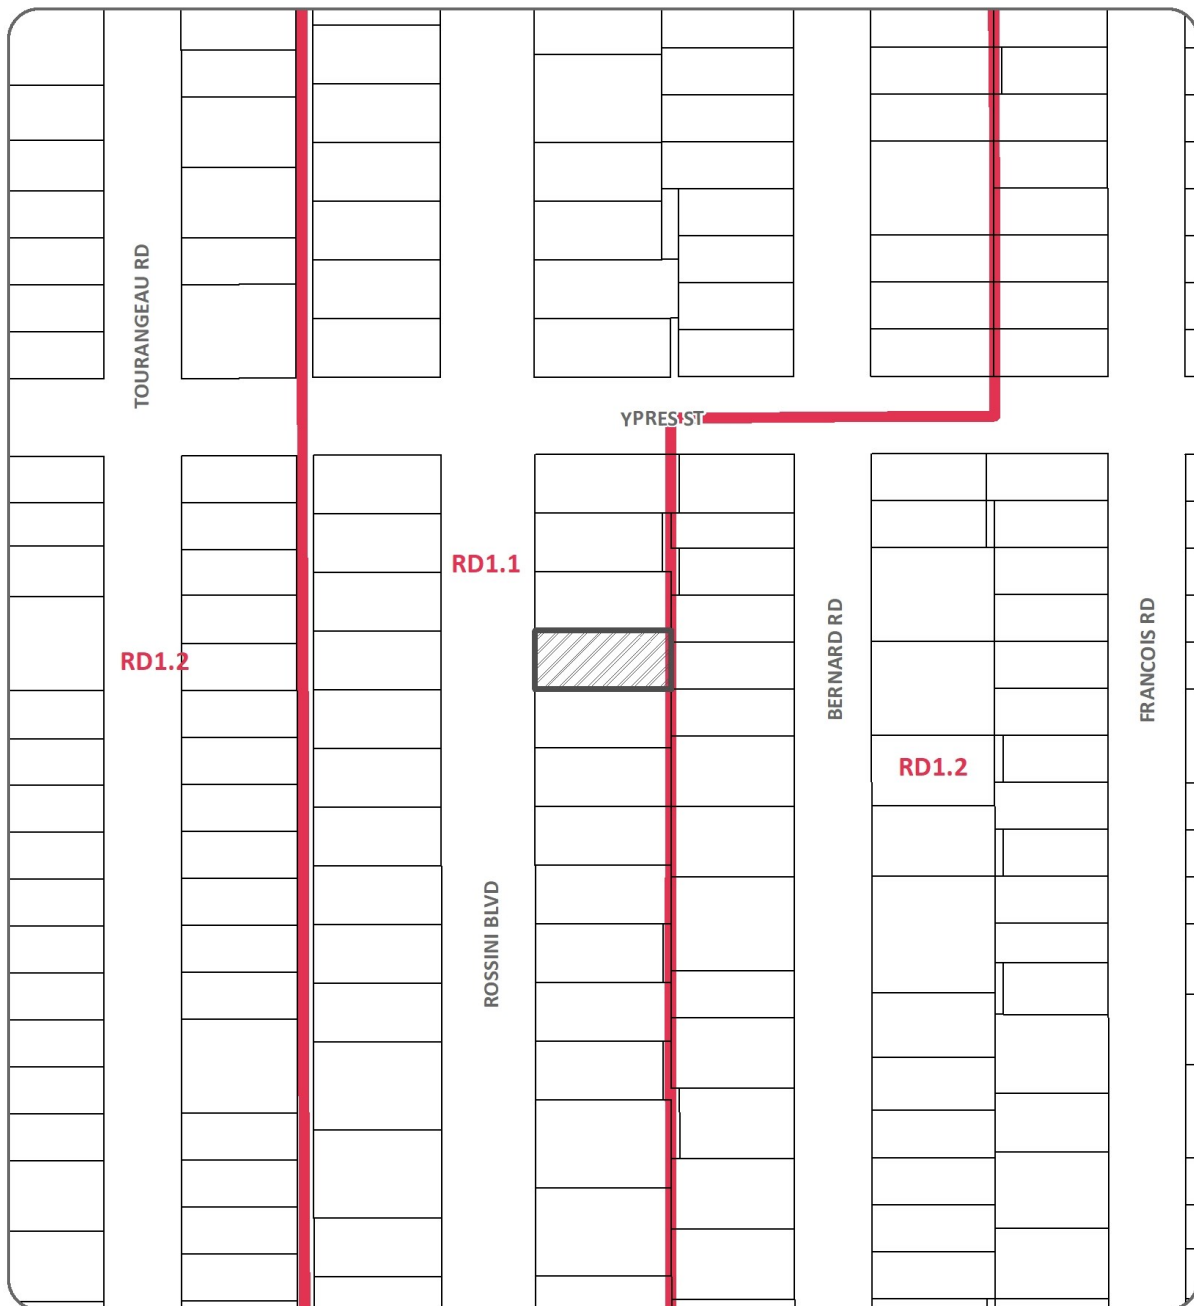 TOURANGEAU RD
YPRES ST
RD1.1
RD1.2
BERNARD RD
FRANCOIS RD
RD1.2
ROSSINI BLVD